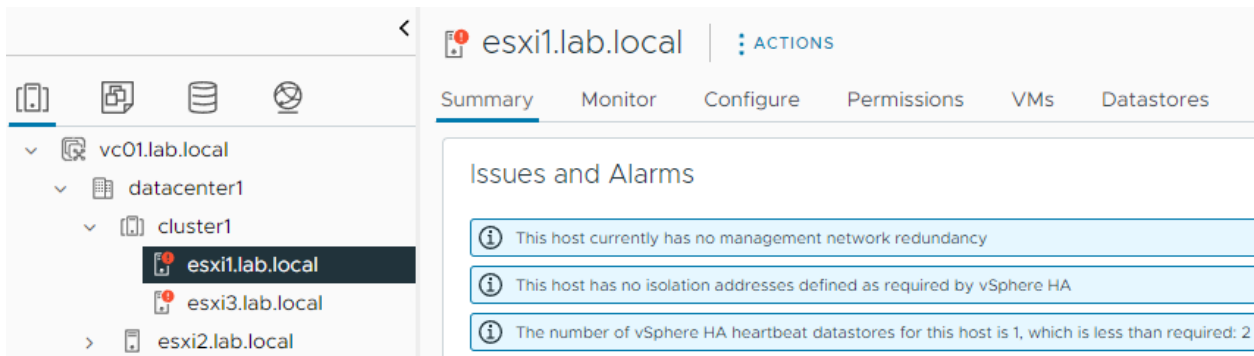 esxi1.lab.local
ACTIONS
Summary Monitor Configure Permissions VMs Datastores
vc01.lab.local
datacenter1
cluster1
esxi1.lab.local
esxi3.lab.local
esxi2.lab.local
Issues and Alarms
This host currently has no management network redundancy
This host has no isolation addresses defined as required by vSphere HA
The number of vSphere HA heartbeat datastores for this host is 1, which is less than required: 2